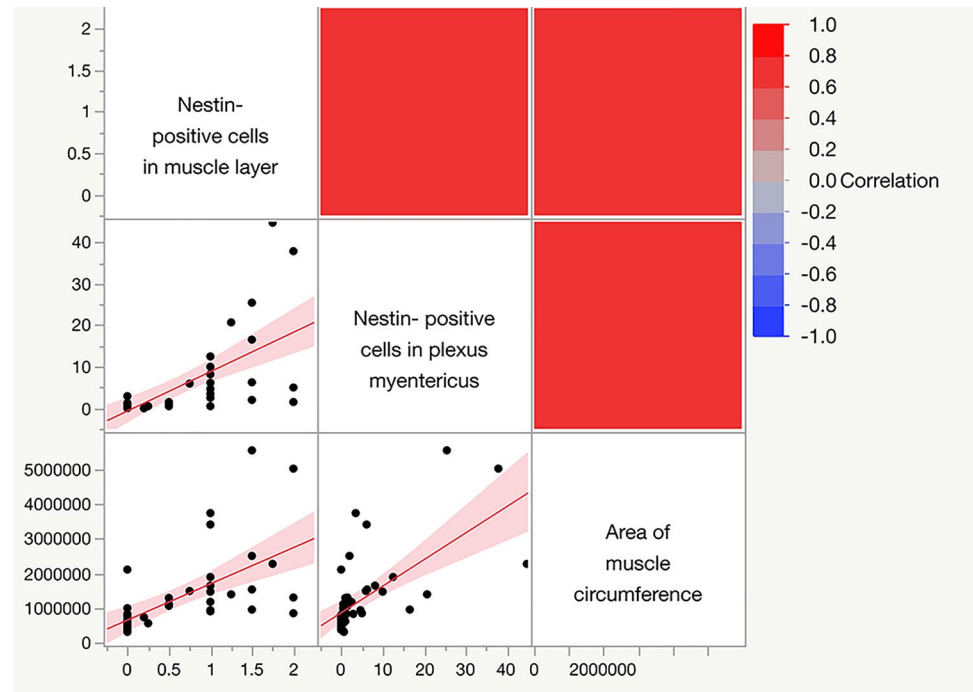 2
1.5
1
0.5
0
Nestin-
positive cells
in muscle layer
1.0
0.8
0.6
0.4
0.2
0.0 Correlation
-0.2
-0.4
-0.6
-0.8
-1.0
40
30
20
10
0
Nestin- positive
cells in plexus
myentericus
5000000
4000000
3000000
2000000
1000000
0
Area of
muscle
circumference
0 0.5 1 1.5 2 0 10 20 30 40 0 2000000